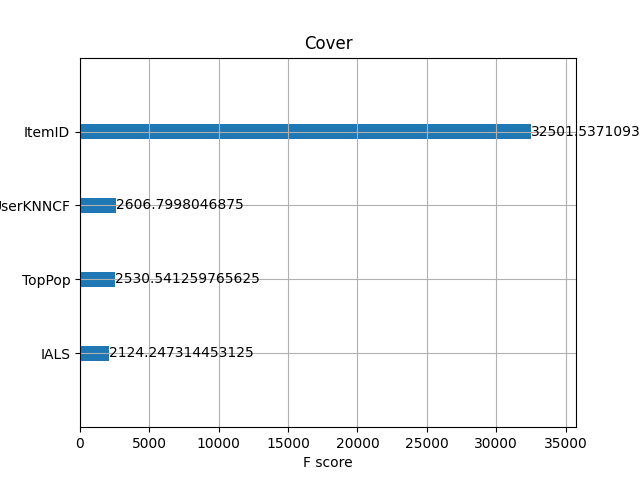 Cover
ItemID
32501.5371093
serKNNCF
2606.7998046875
TopPop
2530.541259765625
IALS
2124.247314453125
0 5000 10000 15000 20000 25000 30000 35000
F score